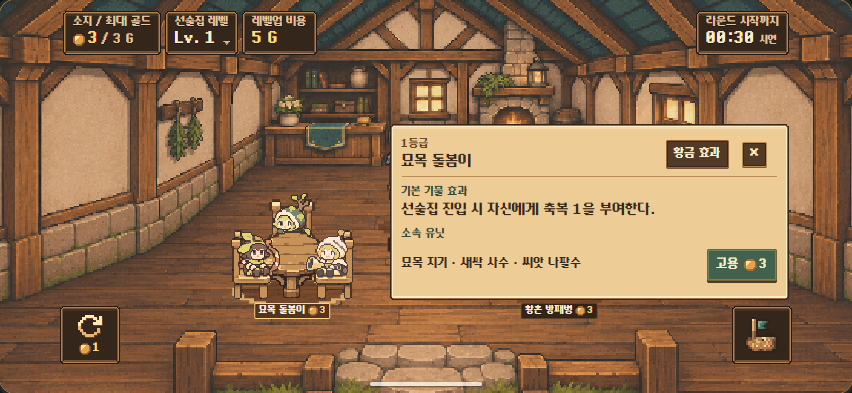 소지 / 최대 골드
3 / 3 G
선술집 레벨
Lv. 1
레벨업 비용
5 G
라운드 시작까지
00:30 시연
1등급
묘목 돌봄이
황금 효과
×
기본 기물 효과
선술집 진입 시 자신에게 축복 1을 부여한다.
소속 유닛
묘목 지기 · 새싹 사수 · 씨앗 나팔수
고용 3
묘목 돌봄이 3
황촌 방패병 3
1